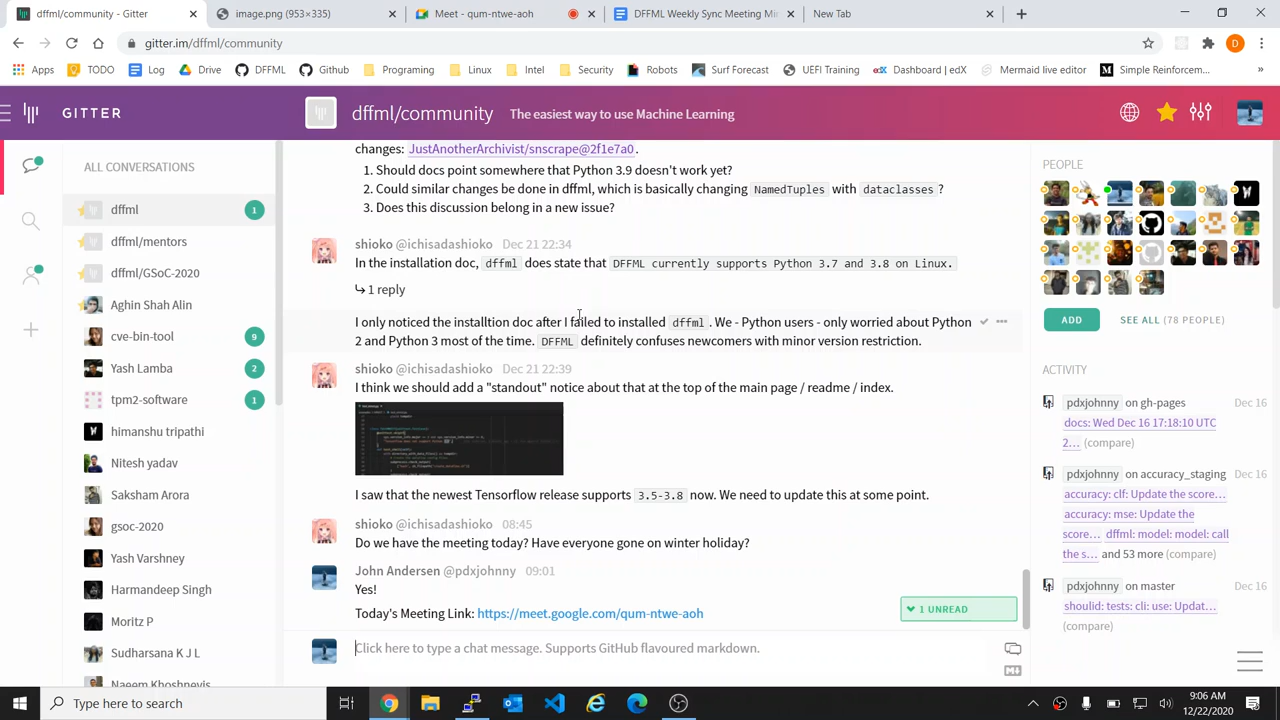 dffml/community
image.png (953×335)
Meet – qum-ntwe-aoh
DFFML Weekly Sync Meeting Min
New Tab
gitter.im/dffml/community
Apps
TODO
Log
Drive
DFFML
Github
Programing
Linux
Intel
Security
Robots
Surf Forecast
UEFI Training
Dashboard | edX
Mermaid live editor
Simple Reinforcem...
»
GITTER
dffml/community
The easiest way to use Machine Learning
ALL CONVERSATIONS
dffml 1
dffml/mentors
dffml/GSoC-2020
Aghin Shah Alin
cve-bin-tool 9
Yash Lamba 2
tpm2-software 1
himanshu tripathi
Saksham Arora
gsoc-2020
Yash Varshney
Harmandeep Singh
Moritz P
Sudharsana K J L
Naeem Khoshnevis
changes: JustAnotherArchivist/snscrape@2f1e7a0.
1. Should docs point somewhere that Python 3.9 doesn't work yet?
2. Could similar changes be done in dffml, which is basically changing NamedTuples with dataclasses ?
3. Does this discussion belong in a new issue?
shioko @ichisadashioko Dec 21 22:34
In the installation doc, dffml does state that DFFML currently supports Python 3.7 and 3.8 on Linux.
1 reply
I only noticed the installtion doc after I failed to installed dffml. We - Python users - only worried about Python
2 and Python 3 most of the time. DFFML definitely confuses newcomers with minor version restriction.
shioko @ichisadashioko Dec 21 22:39
I think we should add a "standout" notice about that at the top of the main page / readme / index.
I saw that the newest Tensorflow release supports 3.5-3.8 now. We need to update this at some point.
shioko @ichisadashioko 08:45
Do we have the meeting today? Have everyone gone on winter holiday?
John Andersen @pdxjohnny 09:01
Yes!
Today's Meeting Link: https://meet.google.com/qum-ntwe-aoh
1 UNREAD
Click here to type a chat message. Supports GitHub flavoured markdown.
PEOPLE
ADD
SEE ALL (78 PEOPLE)
ACTIVITY
pdxjohnny on gh-pages Dec 16
Wed Dec 16 17:18:10 UTC
2… (compare)
pdxjohnny on accuracy_staging Dec 16
accuracy: clf: Update the score…
accuracy: mse: Update the
score… dffml: model: model: call
the s… and 53 more (compare)
pdxjohnny on master Dec 16
shoulid: tests: cli: use: Updat…
(compare)
Type here to search
9:06 AM
12/22/2020